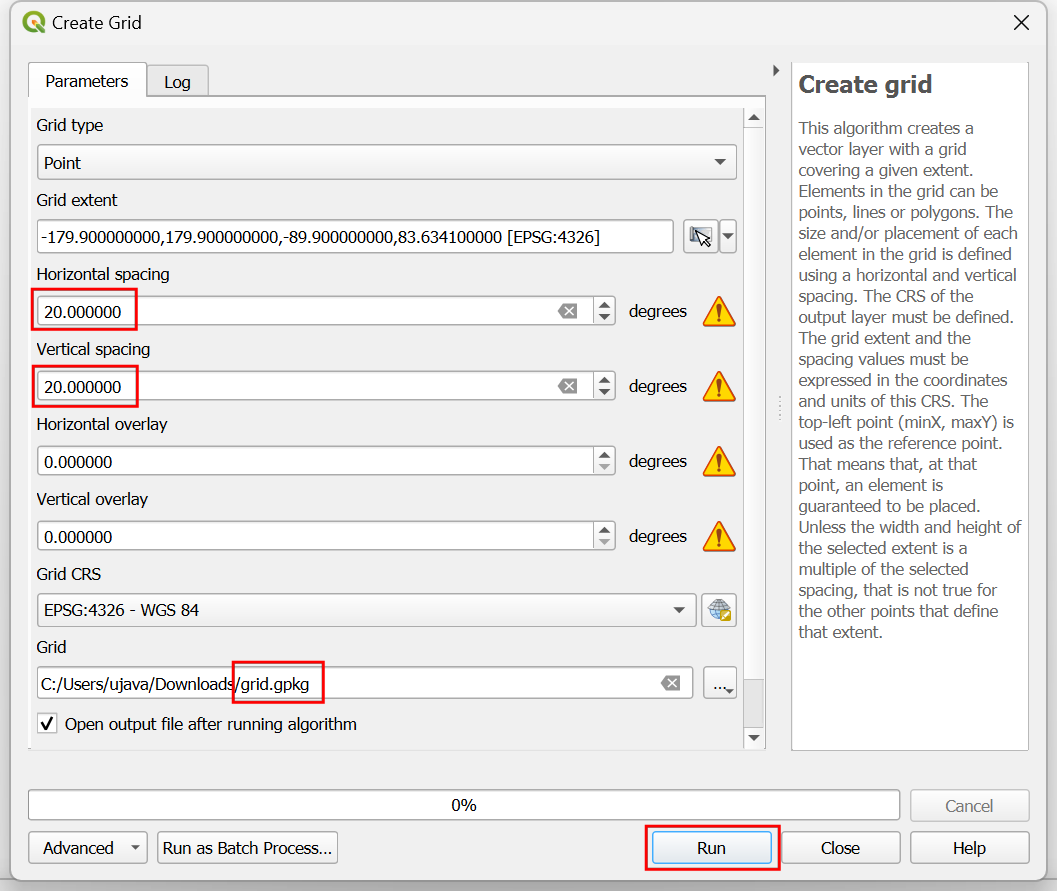 Create Grid
Parameters
Log
Grid type
Point
Grid extent
-179.900000000,179.900000000,-89.900000000,83.634100000 [EPSG:4326]
Horizontal spacing
20.000000
degrees
Vertical spacing
20.000000
degrees
Horizontal overlay
0.000000
degrees
Vertical overlay
0.000000
degrees
Grid CRS
EPSG:4326 - WGS 84
Grid
C:/Users/ujava/Downloads/grid.gpkg
...
Open output file after running algorithm
Create grid
This algorithm creates a
vector layer with a grid
covering a given extent.
Elements in the grid can be
points, lines or polygons. The
size and/or placement of each
element in the grid is defined
using a horizontal and vertical
spacing. The CRS of the
output layer must be defined.
The grid extent and the
spacing values must be
expressed in the coordinates
and units of this CRS. The
top-left point (minX, maxY) is
used as the reference point.
That means that, at that
point, an element is
guaranteed to be placed.
Unless the width and height of
the selected extent is a
multiple of the selected
spacing, that is not true for
the other points that define
that extent.
0%
Cancel
Advanced
Run as Batch Process...
Run
Close
Help